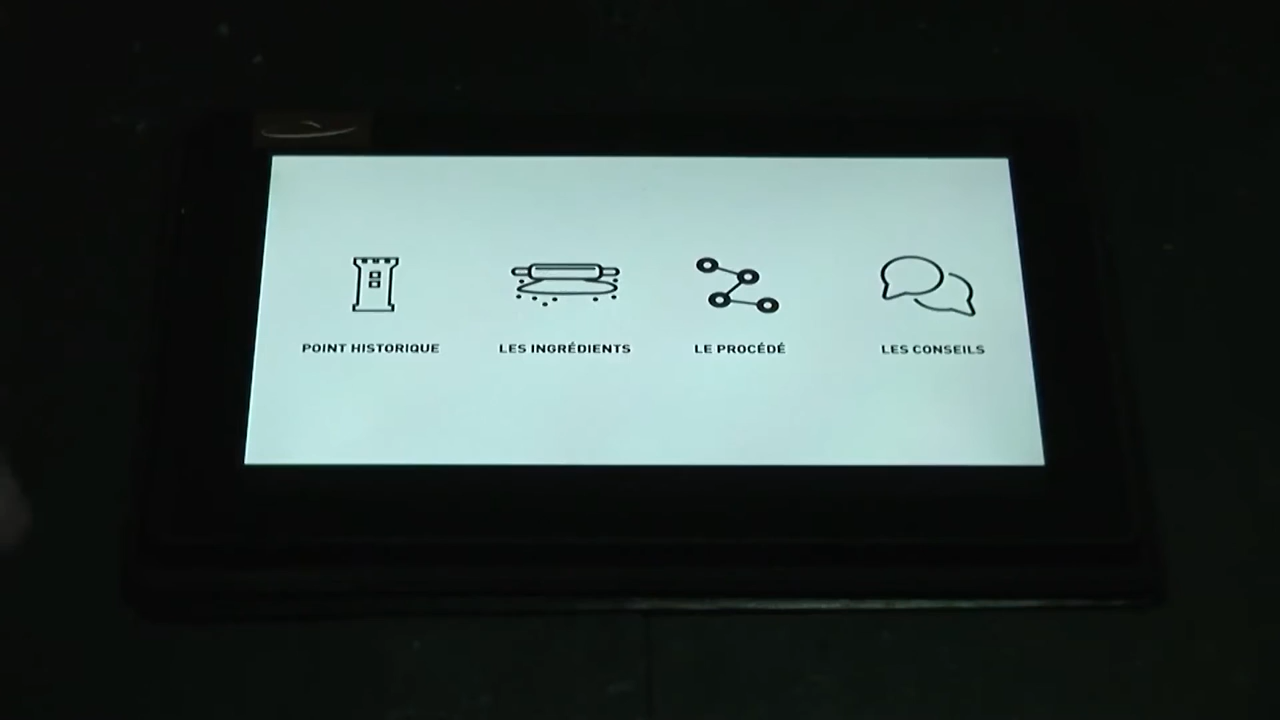 POINT HISTORIQUE
LES INGRÉDIENTS
LE PROCÉDÉ
LES CONSEILS